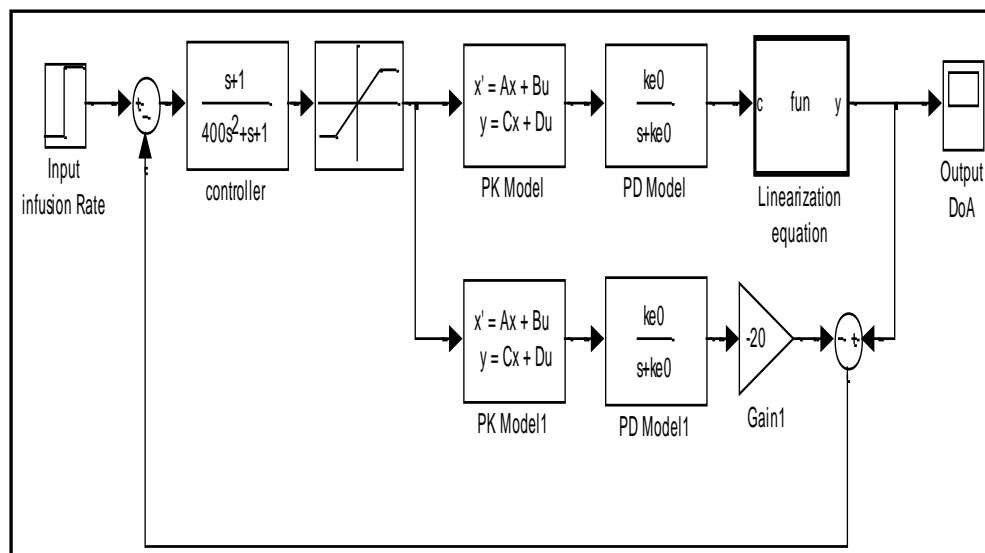 s+1
400s²+s+1
x' = Ax + Bu
y = Cx + Du
ke0
s+ke0
c fun y
+
-
Input
infusion Rate
controller
PK Model
PD Model
Linearization
equation
Output
DoA
x' = Ax + Bu
y = Cx + Du
ke0
s+ke0
-20
- +
PK Model1
PD Model1
Gain1